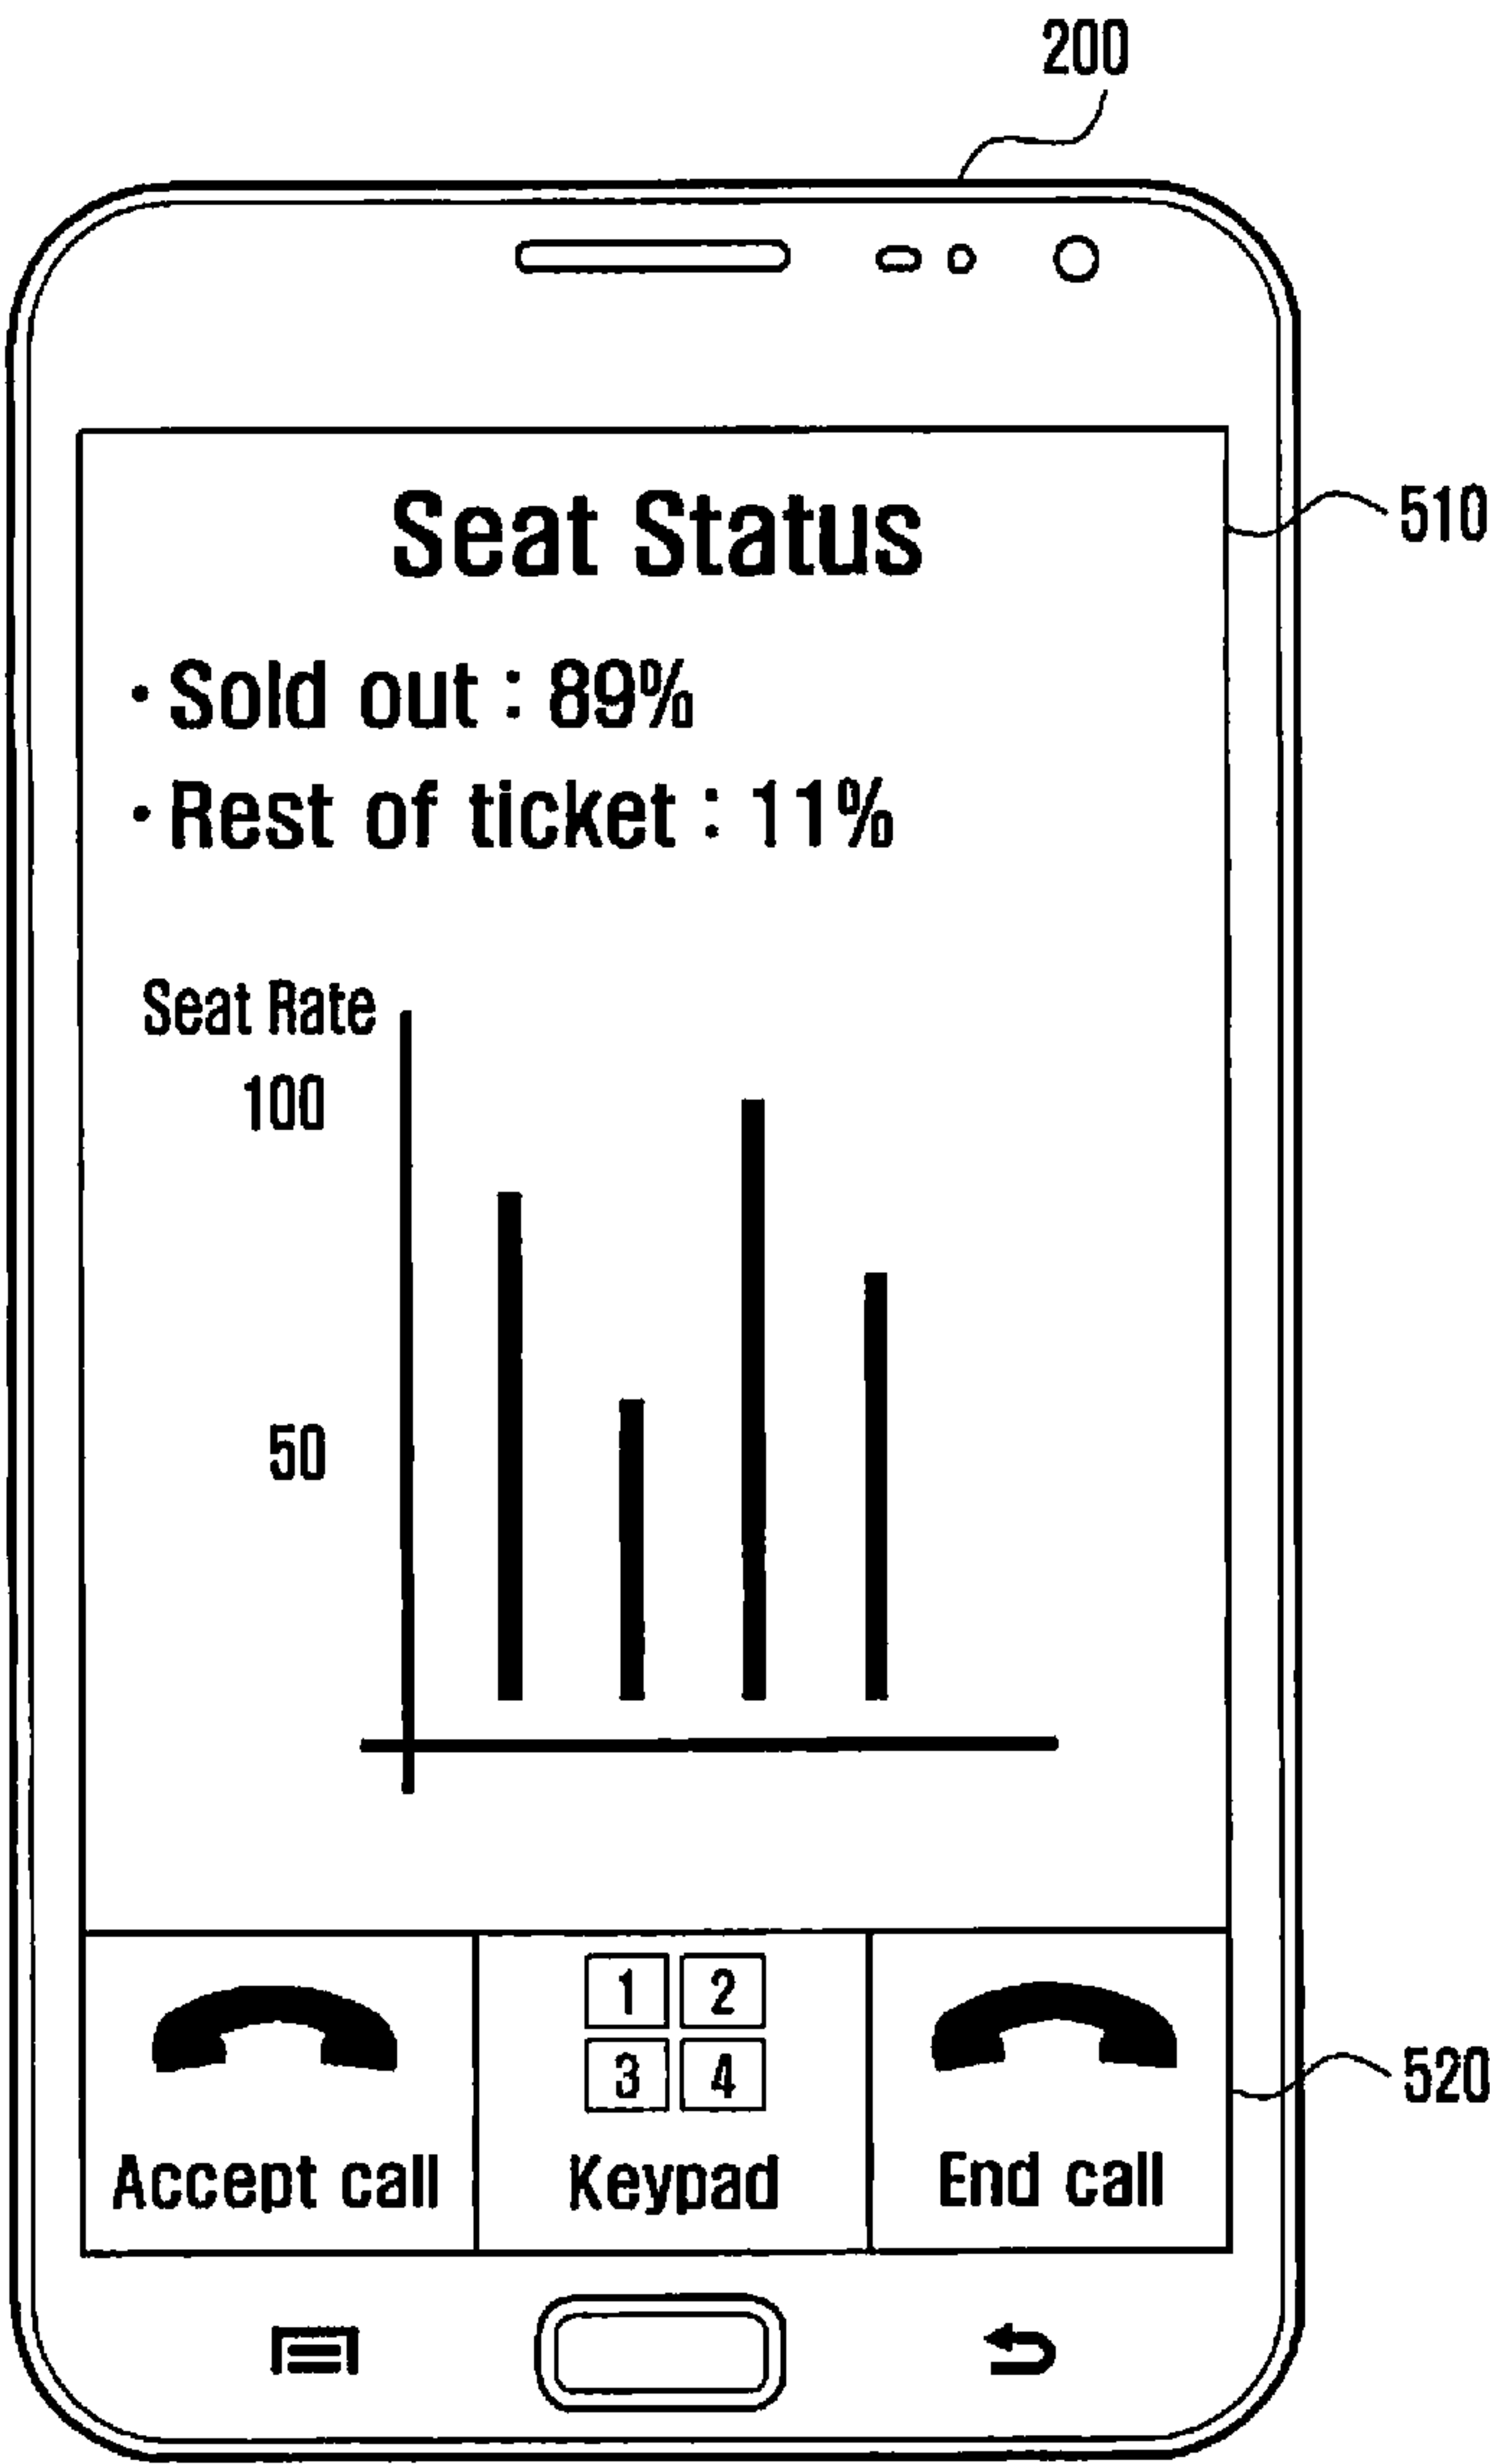 200
510
Seat Status
· Sold out : 89%
· Rest of ticket : 11%
Seat Rate
100
50
1 2
3 4
520
Accept call Keypad End call